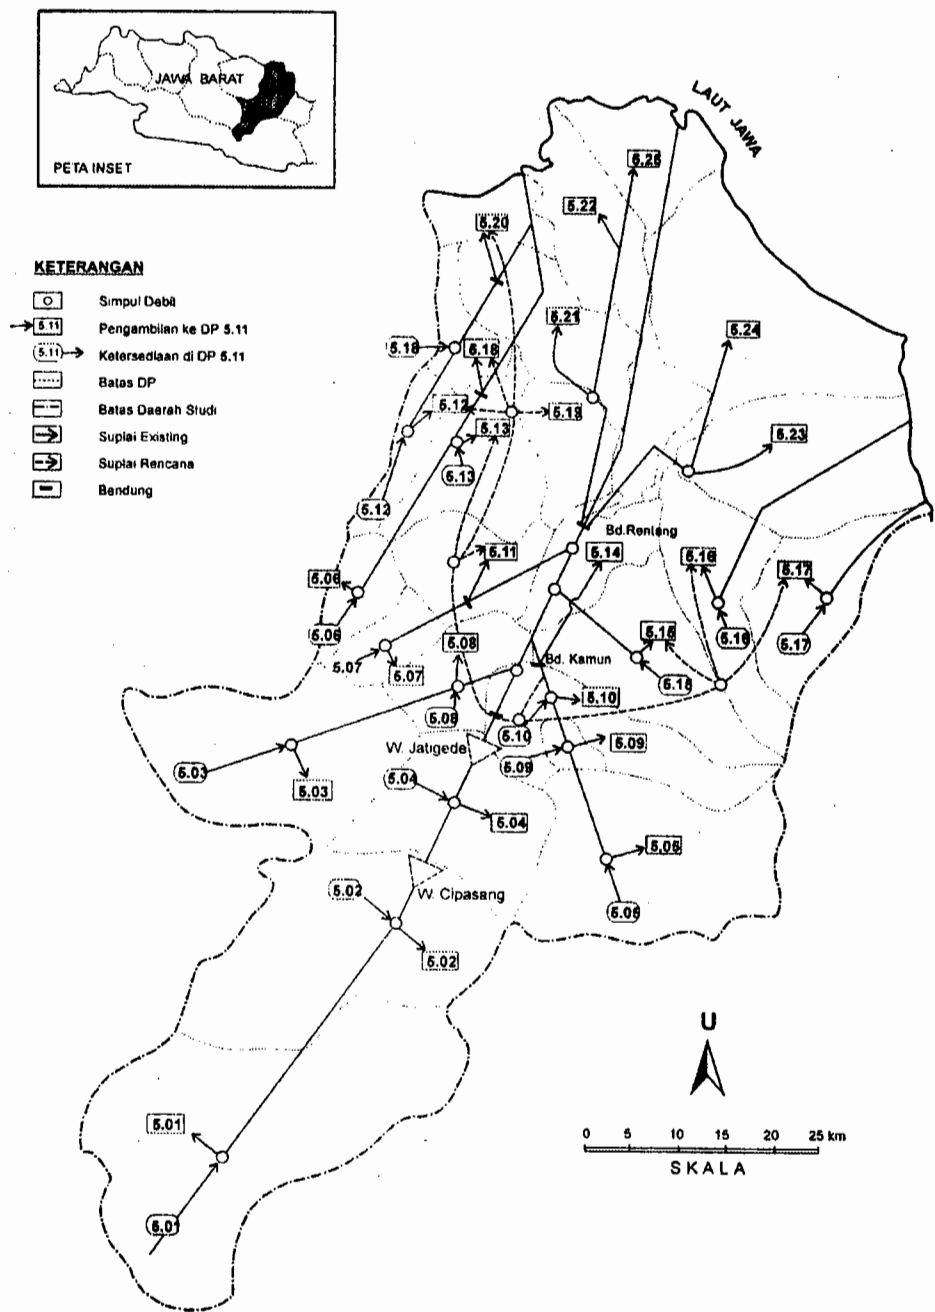 JAWA BARAT
PETA INSET
LAUT JAWA
KETERANGAN
Simpul Debit
5.11 Pengambilan ke DP 5.11
5.11 Ketersediaan di DP 5.11
Batas DP
Batas Daerah Studi
Suplai Existing
Suplai Rencana
Bendung
5.25
5.22
5.20
5.21
5.24
5.18
5.18
5.12
5.19
5.13
5.23
5.13
5.12
Bd.Rentang
5.11
5.14
5.16
5.17
5.06
5.06
5.08
5.15
5.16
5.17
5.07
5.07
Bd. Kamun
5.15
5.08
5.10
5.10
5.03
W. Jatigede
5.09
5.09
5.03
5.04
5.04
5.05
W. Cipasang
5.02
5.05
5.02
U
5.01
0 5 10 15 20 25 km
SKALA
5.01